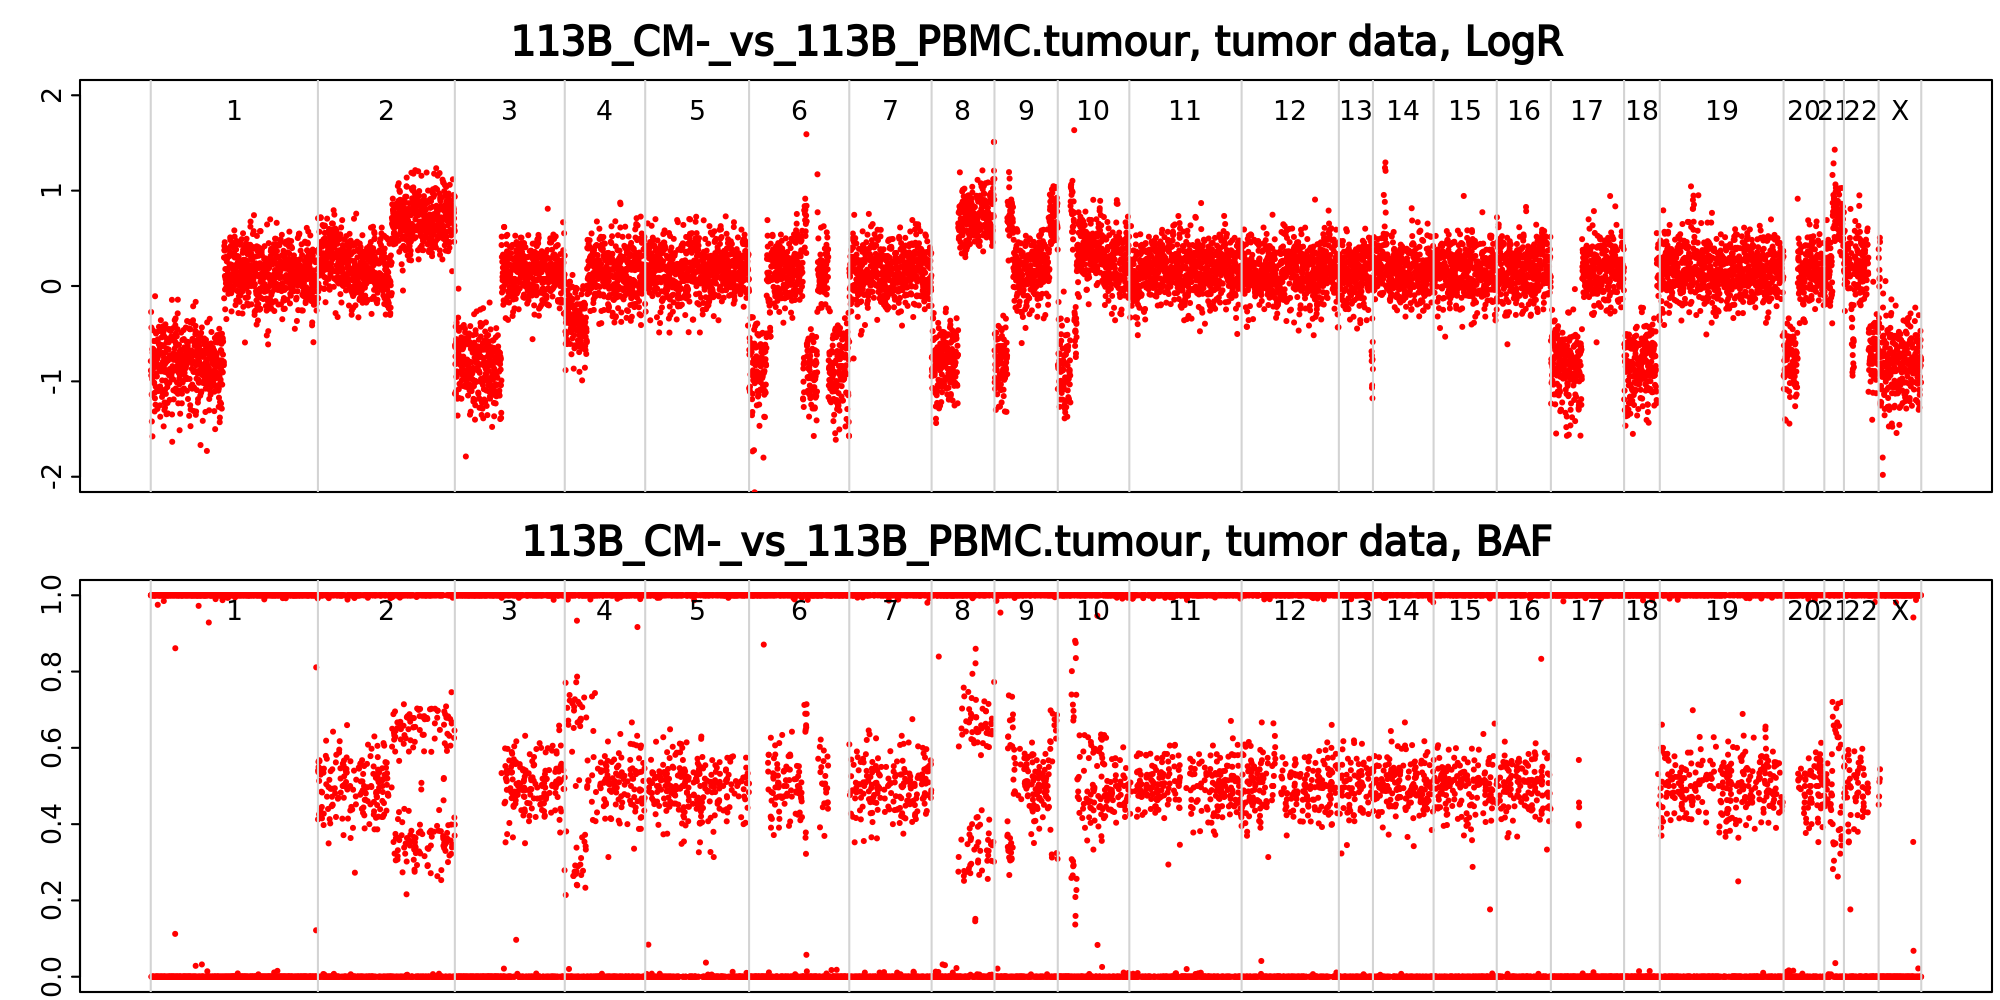 113B_CM-_vs_113B_PBMC.tumour, tumor data, LogR
2
1
0
-1
-2
1 2 3 4 5 6 7 8 9 10 11 12 13 14 15 16 17 18 19 20 21 22 X
113B_CM-_vs_113B_PBMC.tumour, tumor data, BAF
1.0
0.8
0.6
0.4
0.2
0.0
1 2 3 4 5 6 7 8 9 10 11 12 13 14 15 16 17 18 19 20 21 22 X